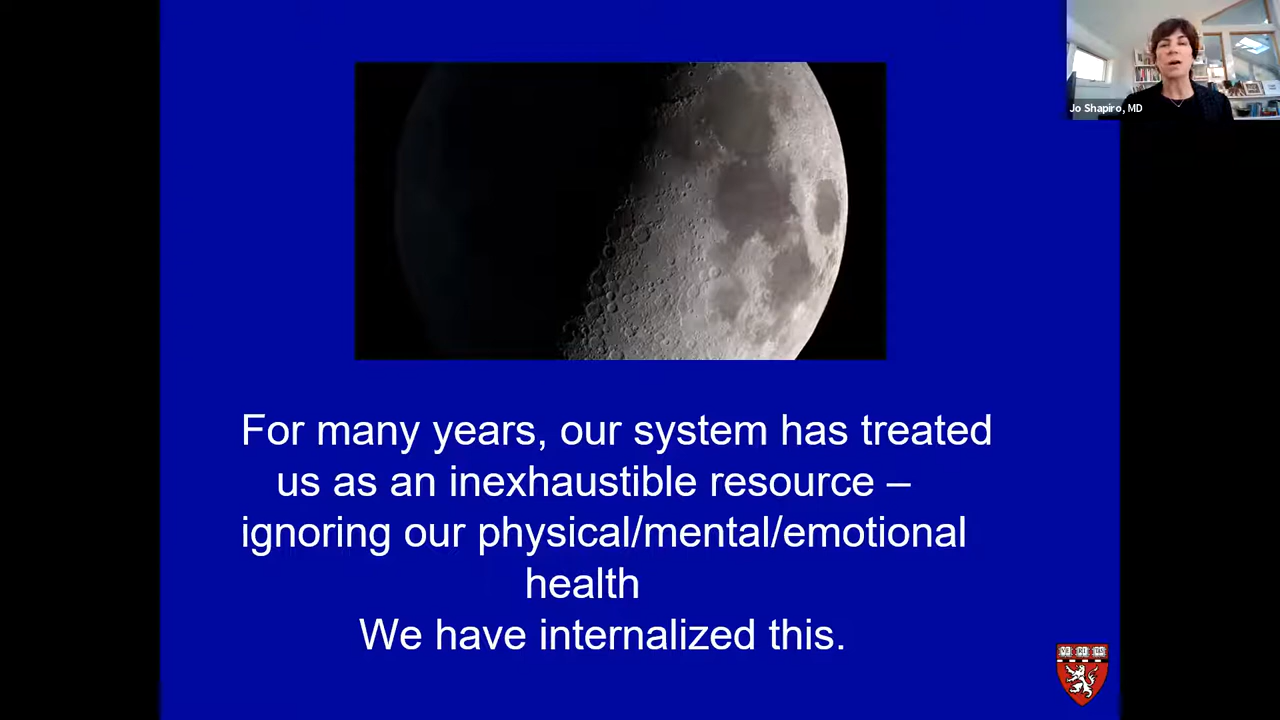 Jo Shapiro, MD
For many years, our system has treated
us as an inexhaustible resource –
ignoring our physical/mental/emotional
health
We have internalized this.